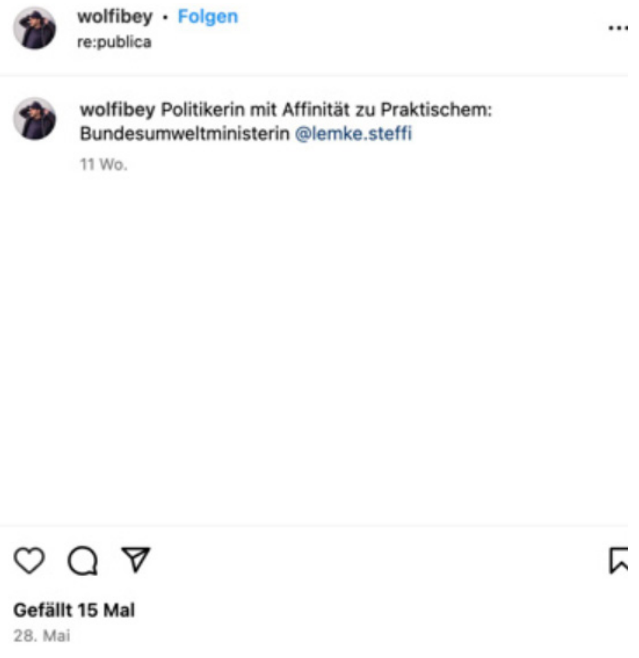 wolfibey • Folgen
re:publica
wolfibey Politikerin mit Affinität zu Praktischem:
Bundesumweltministerin @lemke.steffi
11 Wo.
Gefällt 15 Mal
28. Mai